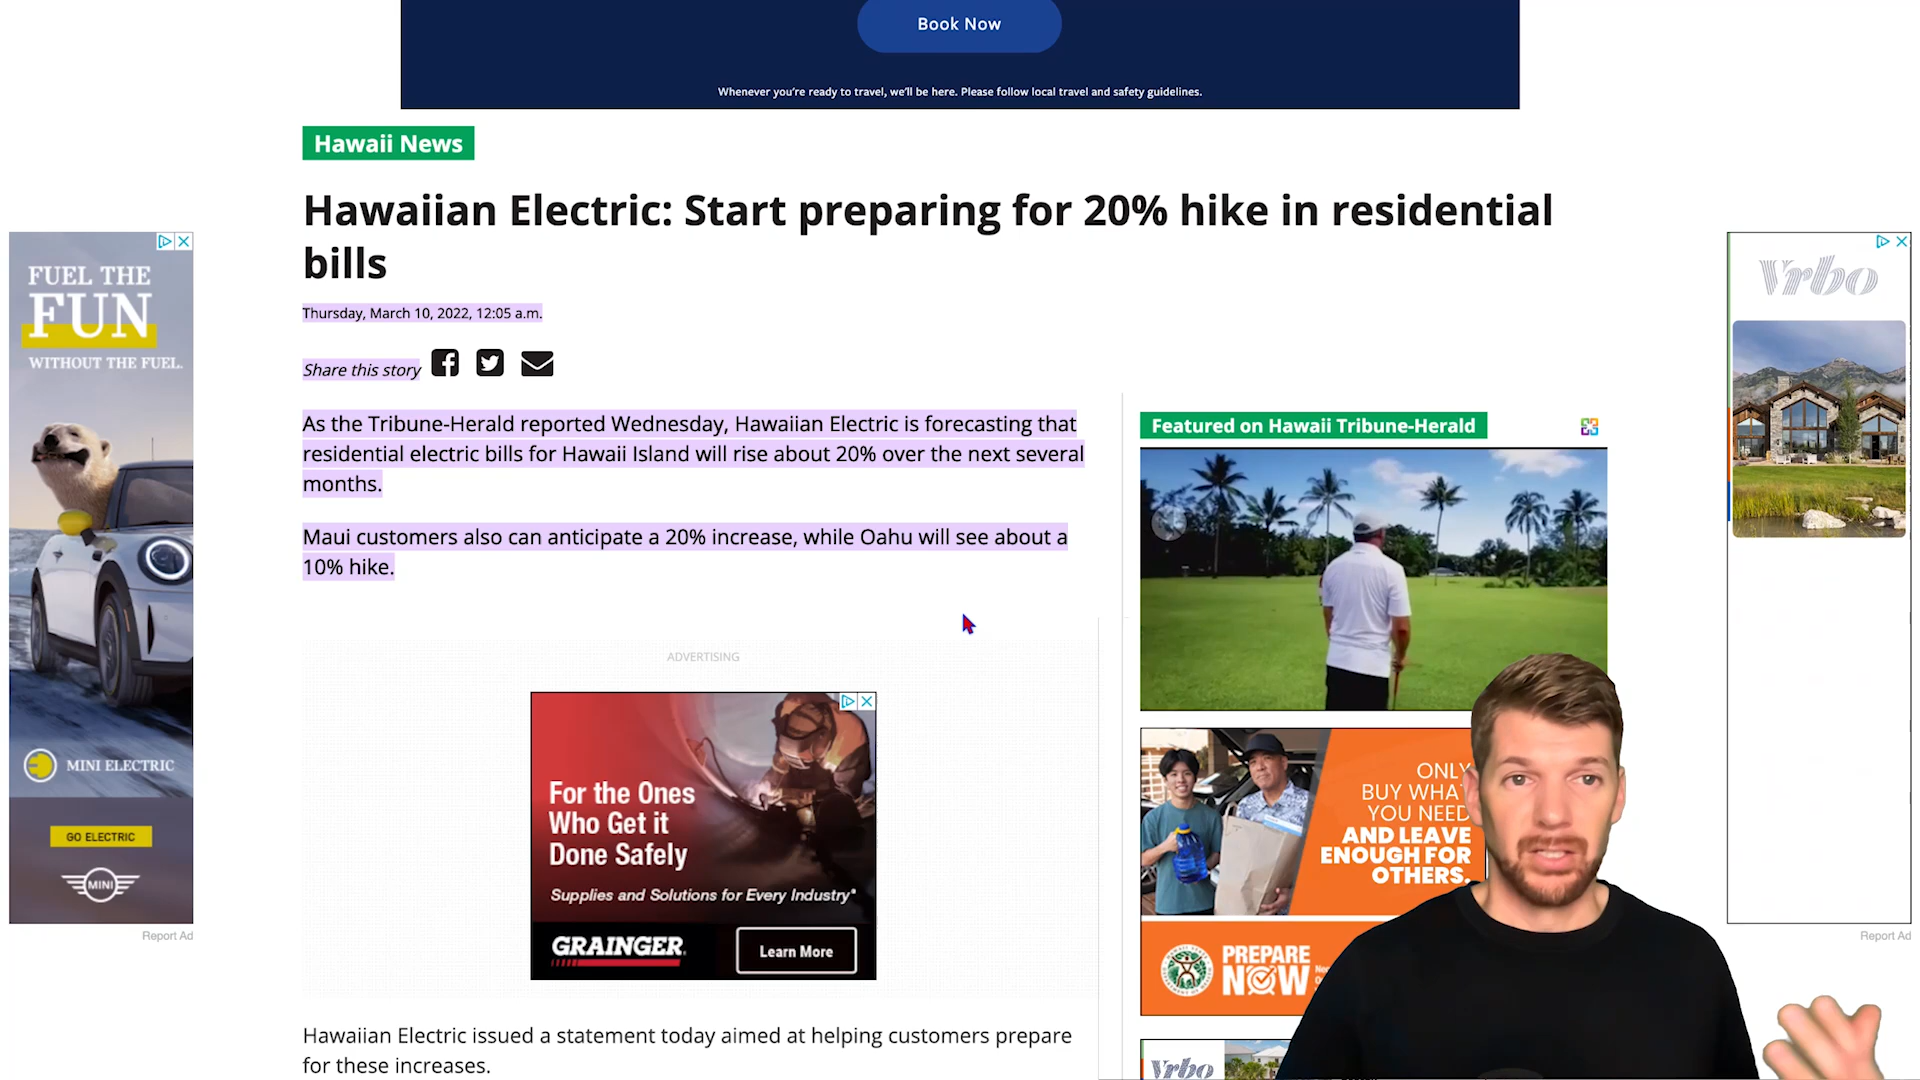 Book Now
Whenever you're ready to travel, we'll be here. Please follow local travel and safety guidelines.
Hawaii News
Hawaiian Electric: Start preparing for 20% hike in residential
bills
Thursday, March 10, 2022, 12:05 a.m.
Share this story
As the Tribune-Herald reported Wednesday, Hawaiian Electric is forecasting that
residential electric bills for Hawaii Island will rise about 20% over the next several
months.
Maui customers also can anticipate a 20% increase, while Oahu will see about a
10% hike.
ADVERTISING
For the Ones
Who Get it
Done Safely
Supplies and Solutions for Every Industry®
GRAINGER
Learn More
Hawaiian Electric issued a statement today aimed at helping customers prepare
for these increases.
FUEL THE
FUN
WITHOUT THE FUEL.
MINI ELECTRIC
GO ELECTRIC
MINI
Report Ad
Featured on Hawaii Tribune-Herald
ONLY
BUY WHAT
YOU NEED
AND LEAVE
ENOUGH FOR
OTHERS.
PREPARE
NOW
Vrbo
Vrbo
Report Ad